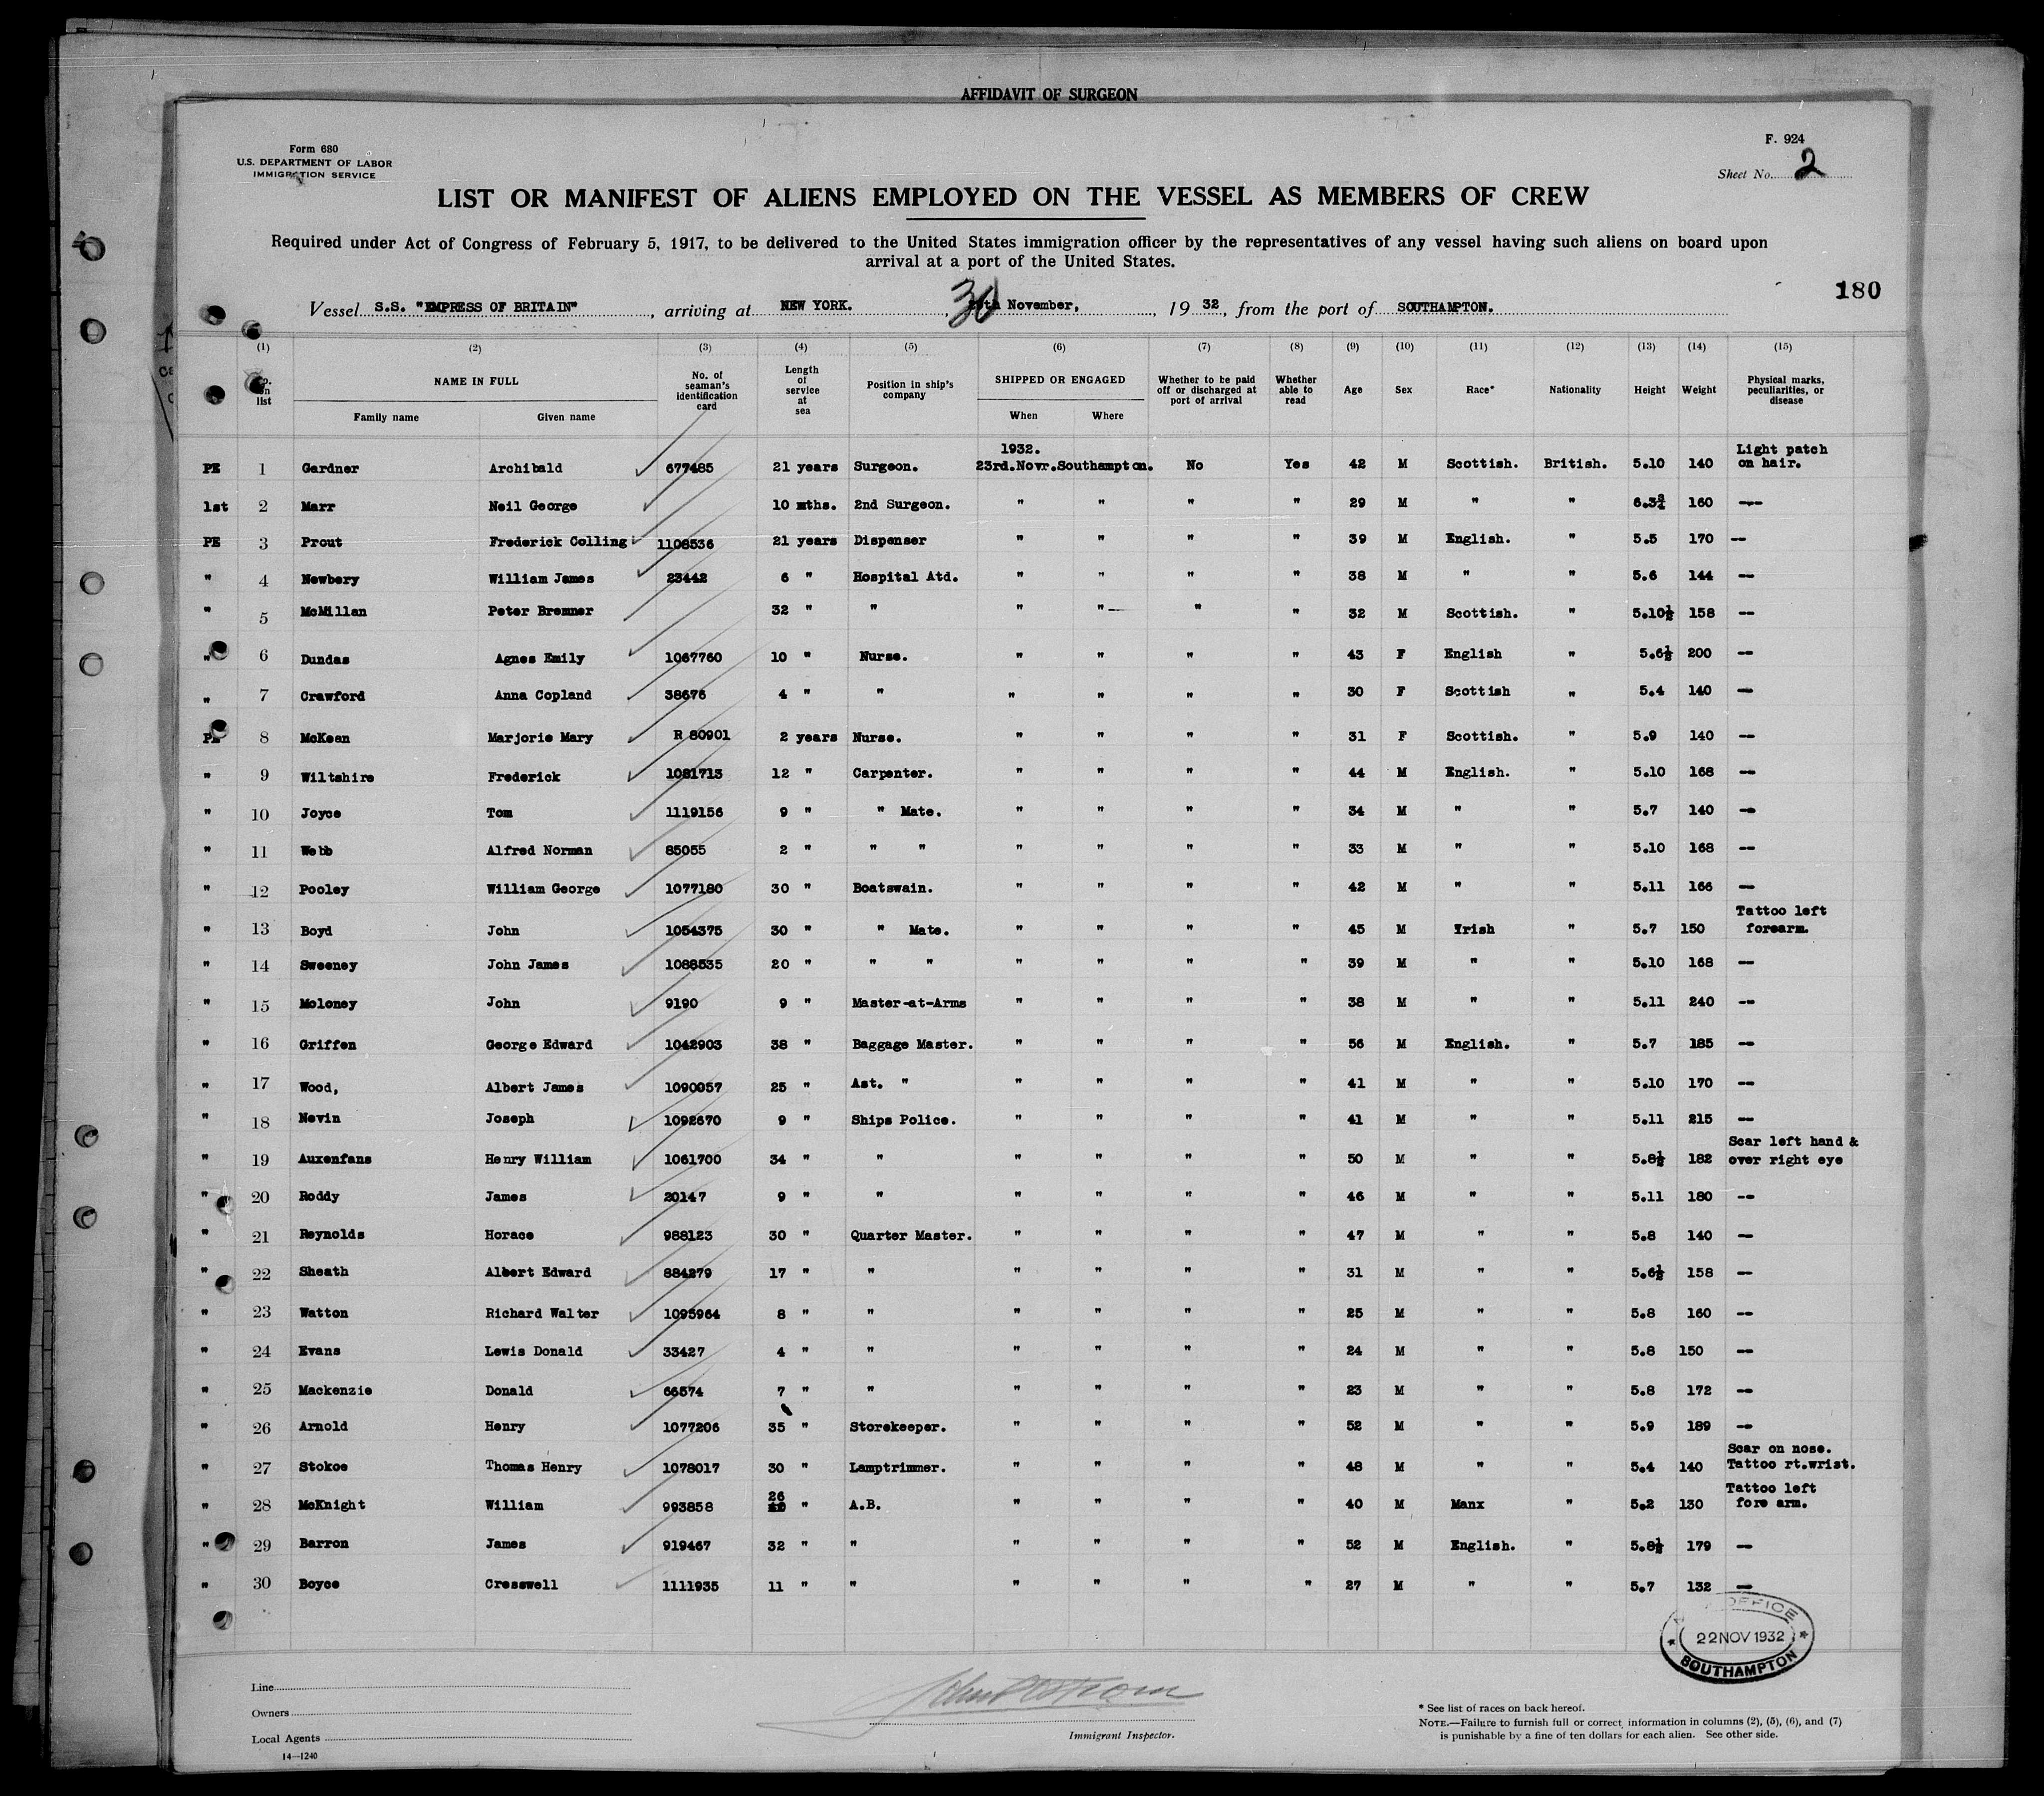 AFFIDAVIT OF SURGEON
Form 680
U.S. DEPARTMENT OF LABOR
IMMIGRATION SERVICE
F. 924
Sheet No. 2
LIST OR MANIFEST OF ALIENS EMPLOYED ON THE VESSEL AS MEMBERS OF CREW
Required under Act of Congress of February 5, 1917, to be delivered to the United States immigration officer by the representatives of any vessel having such aliens on board upon
arrival at a port of the United States.
180
Vessel S.S. "EMPRESS OF BRITAIN", arriving at NEW YORK. 30 November, 1932, from the port of SOUTHAMPTON.
(1) (2) (3) (4) (5) (6) (7) (8) (9) (10) (11) (12) (13) (14) (15)
No. in list NAME IN FULL Family name Given name No. of seaman's identification card Length of service at sea Position in ship's company SHIPPED OR ENGAGED When Where Whether to be paid off or discharged at port of arrival Whether able to read Age Sex Race* Nationality Height Weight Physical marks, peculiarities, or disease
PE 1 Gardner Archibald 677485 21 years Surgeon. 1932. 23rd.Novr. Southampton. No Yes 42 M Scottish. British. 5.10 140 Light patch on hair.
1st 2 Marr Neil George 10 mths. 2nd Surgeon. " " " " 29 M " " 6.3¾ 160 --
PE 3 Prout Frederick Colling 1108536 21 years Dispenser " " " " 39 M English. " 5.5 170 --
" 4 Newbery William James 23442 6 " Hospital Atd. " " " " 38 M " " 5.6 144 --
" 5 McMillan Peter Bremner 32 " " " " " " 32 M Scottish. " 5.10½ 158 --
" 6 Dundas Agnes Emily 1067760 10 " Nurse. " " " " 43 F English " 5.6½ 200 --
" 7 Crawford Anna Copland 38676 4 " " " " " " 30 F Scottish " 5.4 140 --
PE 8 McKean Marjorie Mary R 80901 2 years Nurse. " " " " 31 F Scottish. " 5.9 140 --
" 9 Wiltshire Frederick 1081713 12 " Carpenter. " " " " 44 M English. " 5.10 168 --
" 10 Joyce Tom 1119156 9 " " Mate. " " " " 34 M " " 5.7 140 --
" 11 Webb Alfred Norman 85055 2 " " " " " " " 33 M " " 5.10 168 --
" 12 Pooley William George 1077180 30 " Boatswain. " " " " 42 M " " 5.11 166 --
" 13 Boyd John 1054375 30 " " Mate. " " " " 45 M Irish " 5.7 150 Tattoo left forearm.
" 14 Sweeney John James 1088535 20 " " " " " " " 39 M " " 5.10 168 --
" 15 Moloney John 9190 9 " Master-at-Arms " " " " 38 M " " 5.11 240 --
" 16 Griffen George Edward 1042903 38 " Baggage Master. " " " " 56 M English. " 5.7 185 --
" 17 Wood, Albert James 1090057 25 " Ast. " " " " " 41 M " " 5.10 170 --
" 18 Nevin Joseph 1092670 9 " Ships Police. " " " " 41 M " " 5.11 215 --
" 19 Auxenfans Henry William 1061700 34 " " " " " " 50 M " " 5.8½ 182 Scar left hand & over right eye
" 20 Roddy James 20147 9 " " " " " " 46 M " " 5.11 180 --
" 21 Reynolds Horace 988123 30 " Quarter Master. " " " " 47 M " " 5.8 140 --
" 22 Sheath Albert Edward 884279 17 " " " " " " 31 M " " 5.6½ 158 --
" 23 Watton Richard Walter 1095964 8 " " " " " " 25 M " " 5.8 160 --
" 24 Evans Lewis Donald 33427 4 " " " " " " 24 M " " 5.8 150 --
" 25 Mackenzie Donald 66574 7 " " " " " " 23 M " " 5.8 172 --
" 26 Arnold Henry 1077206 35 " Storekeeper. " " " " 52 M " " 5.9 189 --
" 27 Stokoe Thomas Henry 1078017 30 " Lamptrimmer. " " " " 48 M " " 5.4 140 Scar on nose. Tattoo rt.wrist.
" 28 McKnight William 993858 26 " A.B. " " " " 40 M Manx " 5.2 130 Tattoo left fore arm.
" 29 Barron James 919467 32 " " " " " " 52 M English. " 5.8½ 179 --
" 30 Boyce Cresswell 1111935 11 " " " " " " 27 M " " 5.7 132 --
OFFICE
22 NOV 1932
SOUTHAMPTON
Line
Owners
Local Agents
14—1240
Immigrant Inspector.
* See list of races on back hereof.
NOTE.—Failure to furnish full or correct information in columns (2), (5), (6), and (7)
is punishable by a fine of ten dollars for each alien. See other side.